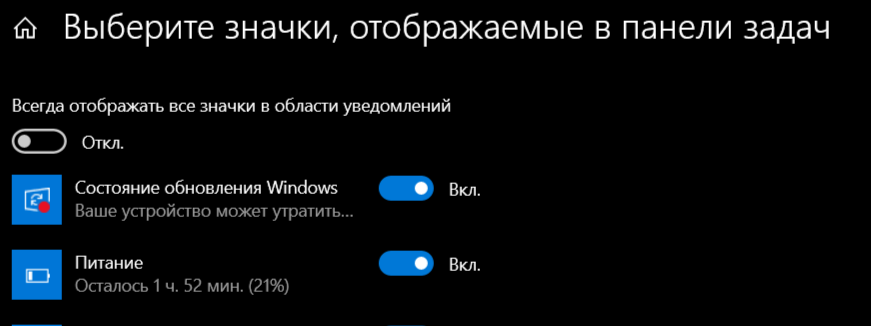 Выберите значки, отображаемые в панели задач
Всегда отображать все значки в области уведомлений
Откл.
Состояние обновления Windows
Вкл.
Ваше устройство может утратить...
Питание
Вкл.
Осталось 1 ч. 52 мин. (21%)